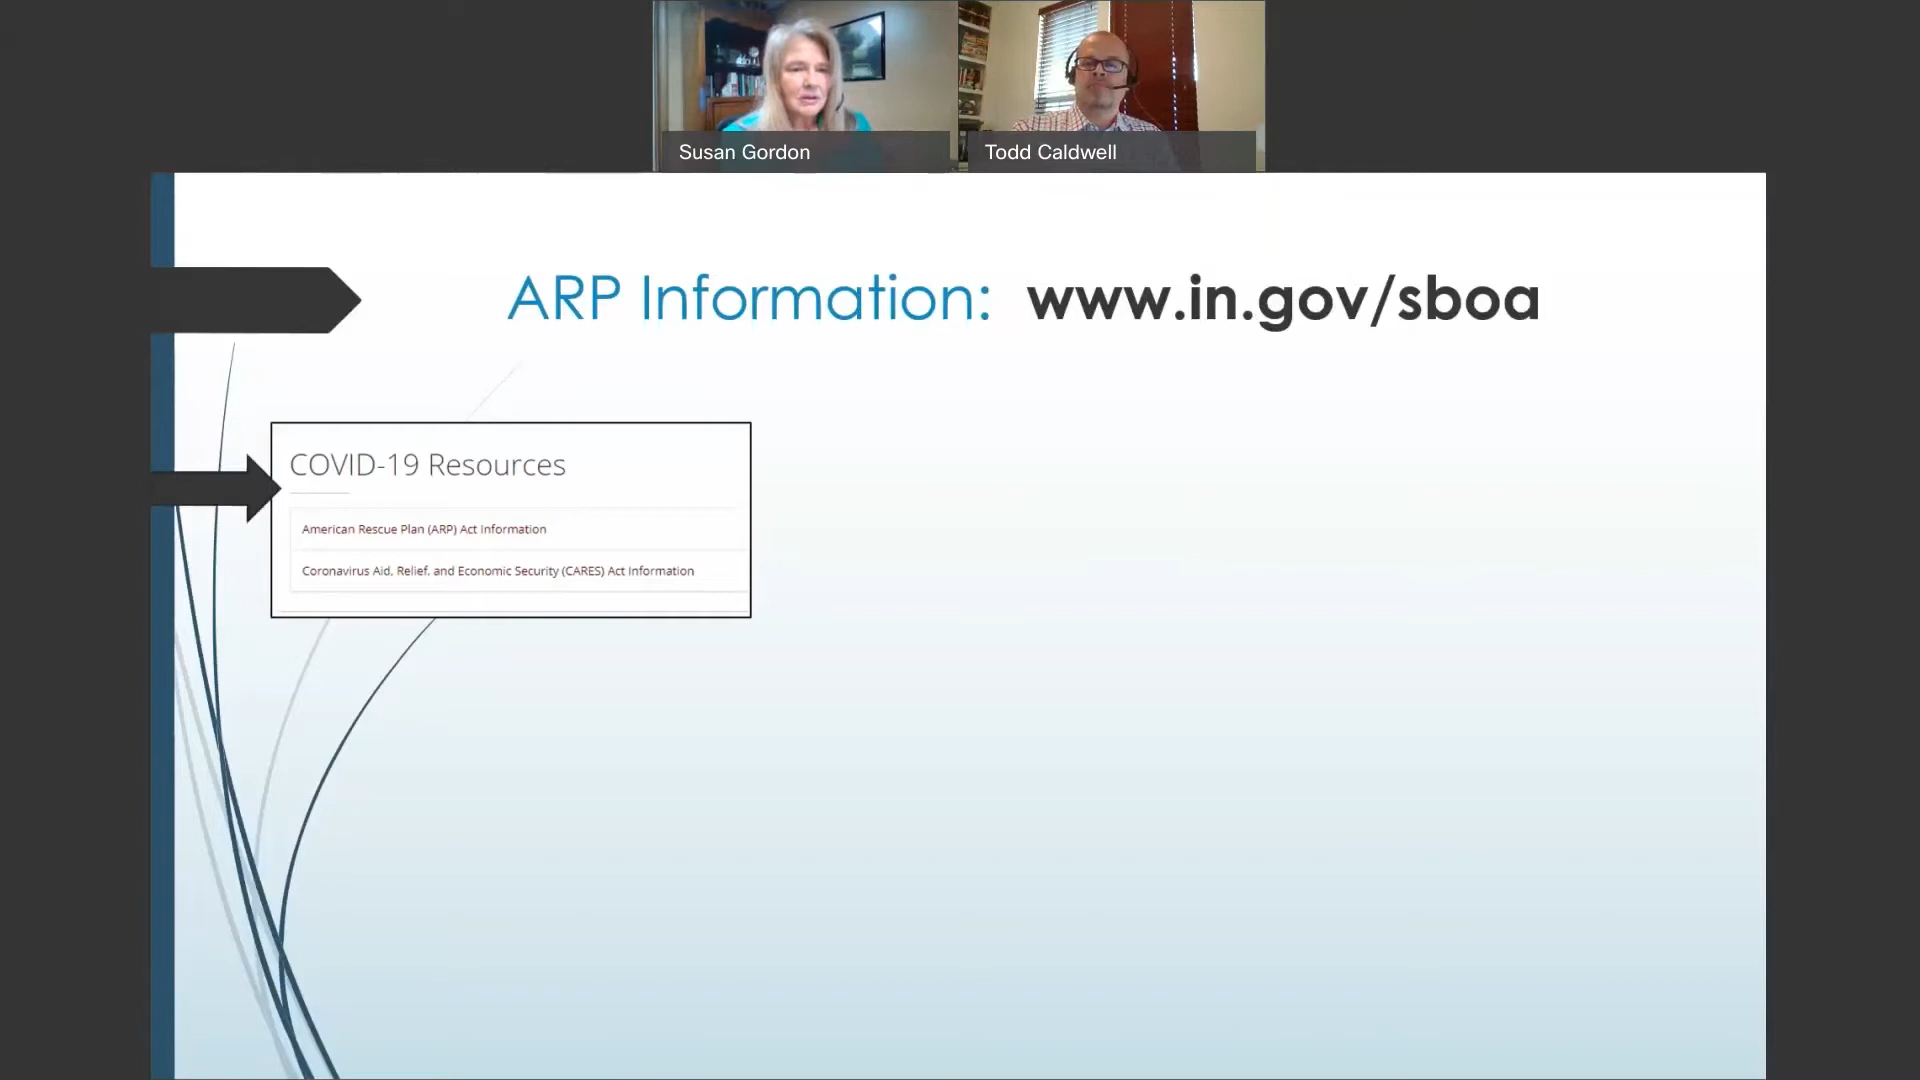 Susan Gordon
Todd Caldwell
ARP Information: www.in.gov/sboa
COVID-19 Resources
American Rescue Plan (ARP) Act Information
Coronavirus Aid, Relief, and Economic Security (CARES) Act Information